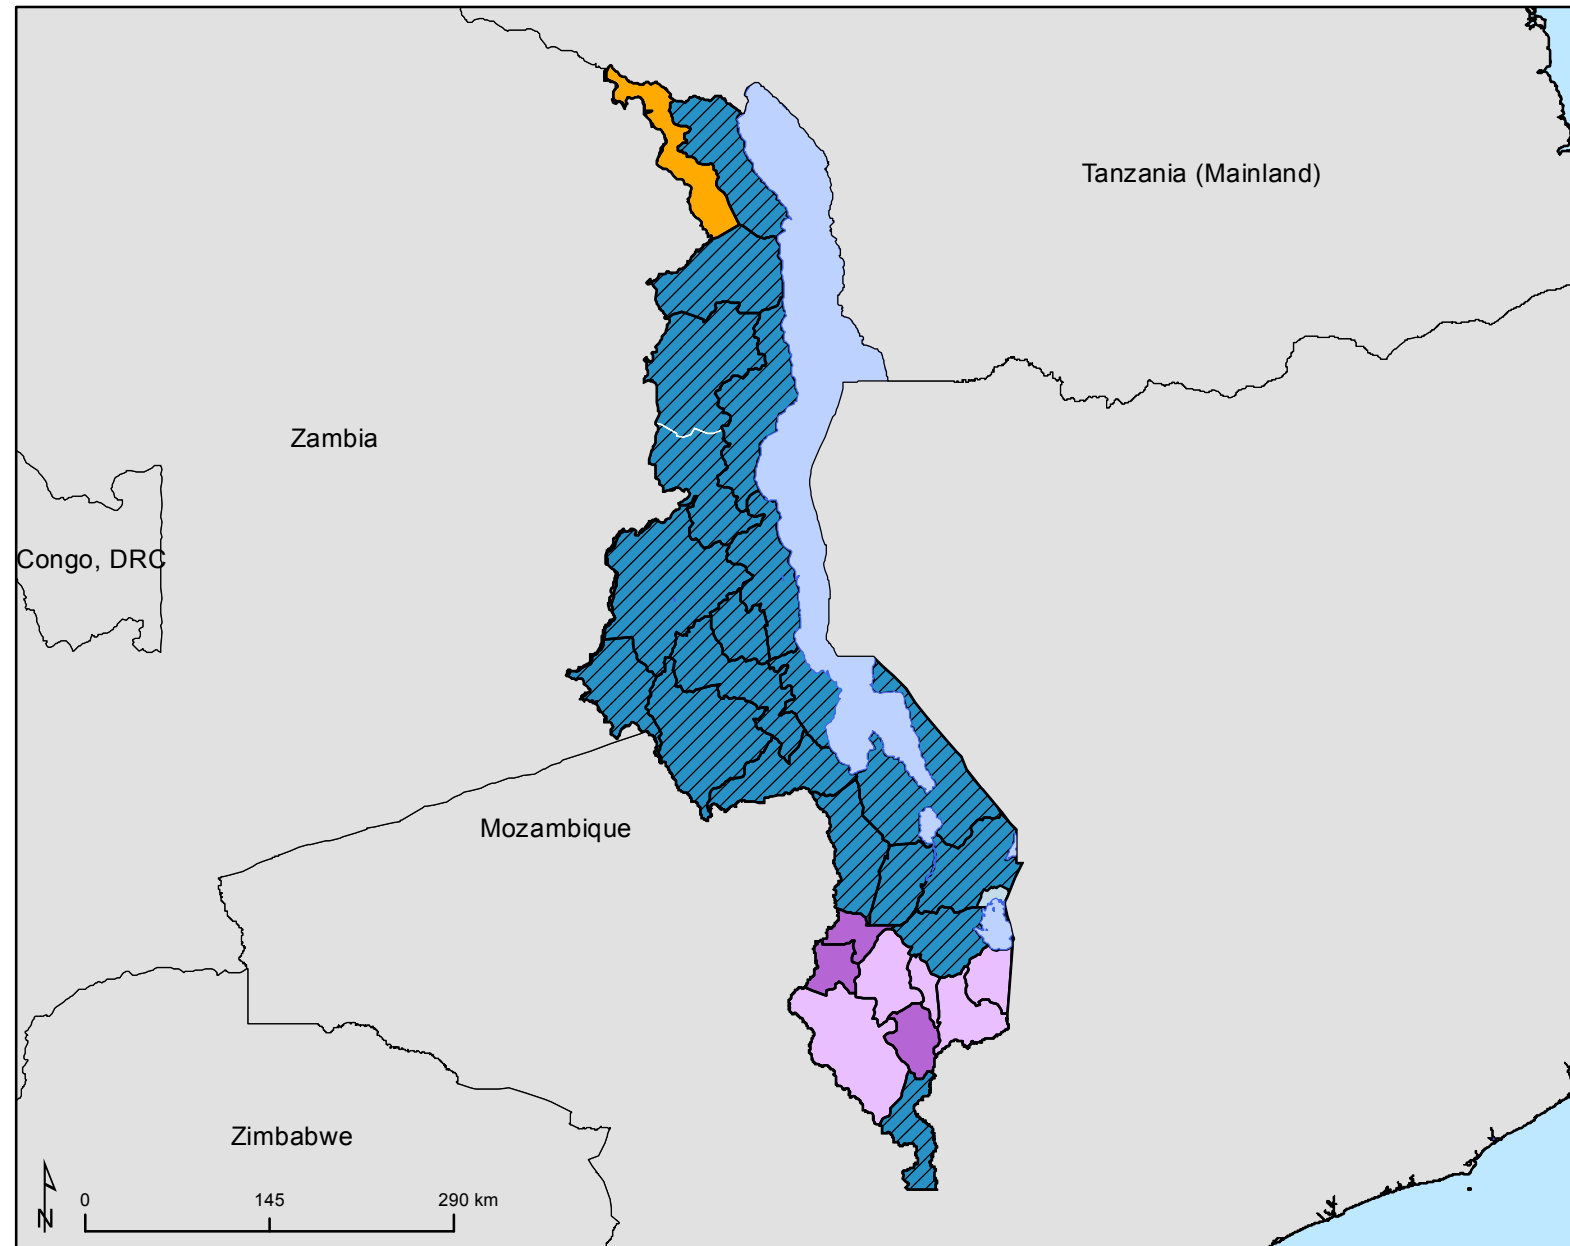 Tanzania (Mainland)
Zambia
Congo, DRC
Mozambique
Zimbabwe
0 145 290 km
N